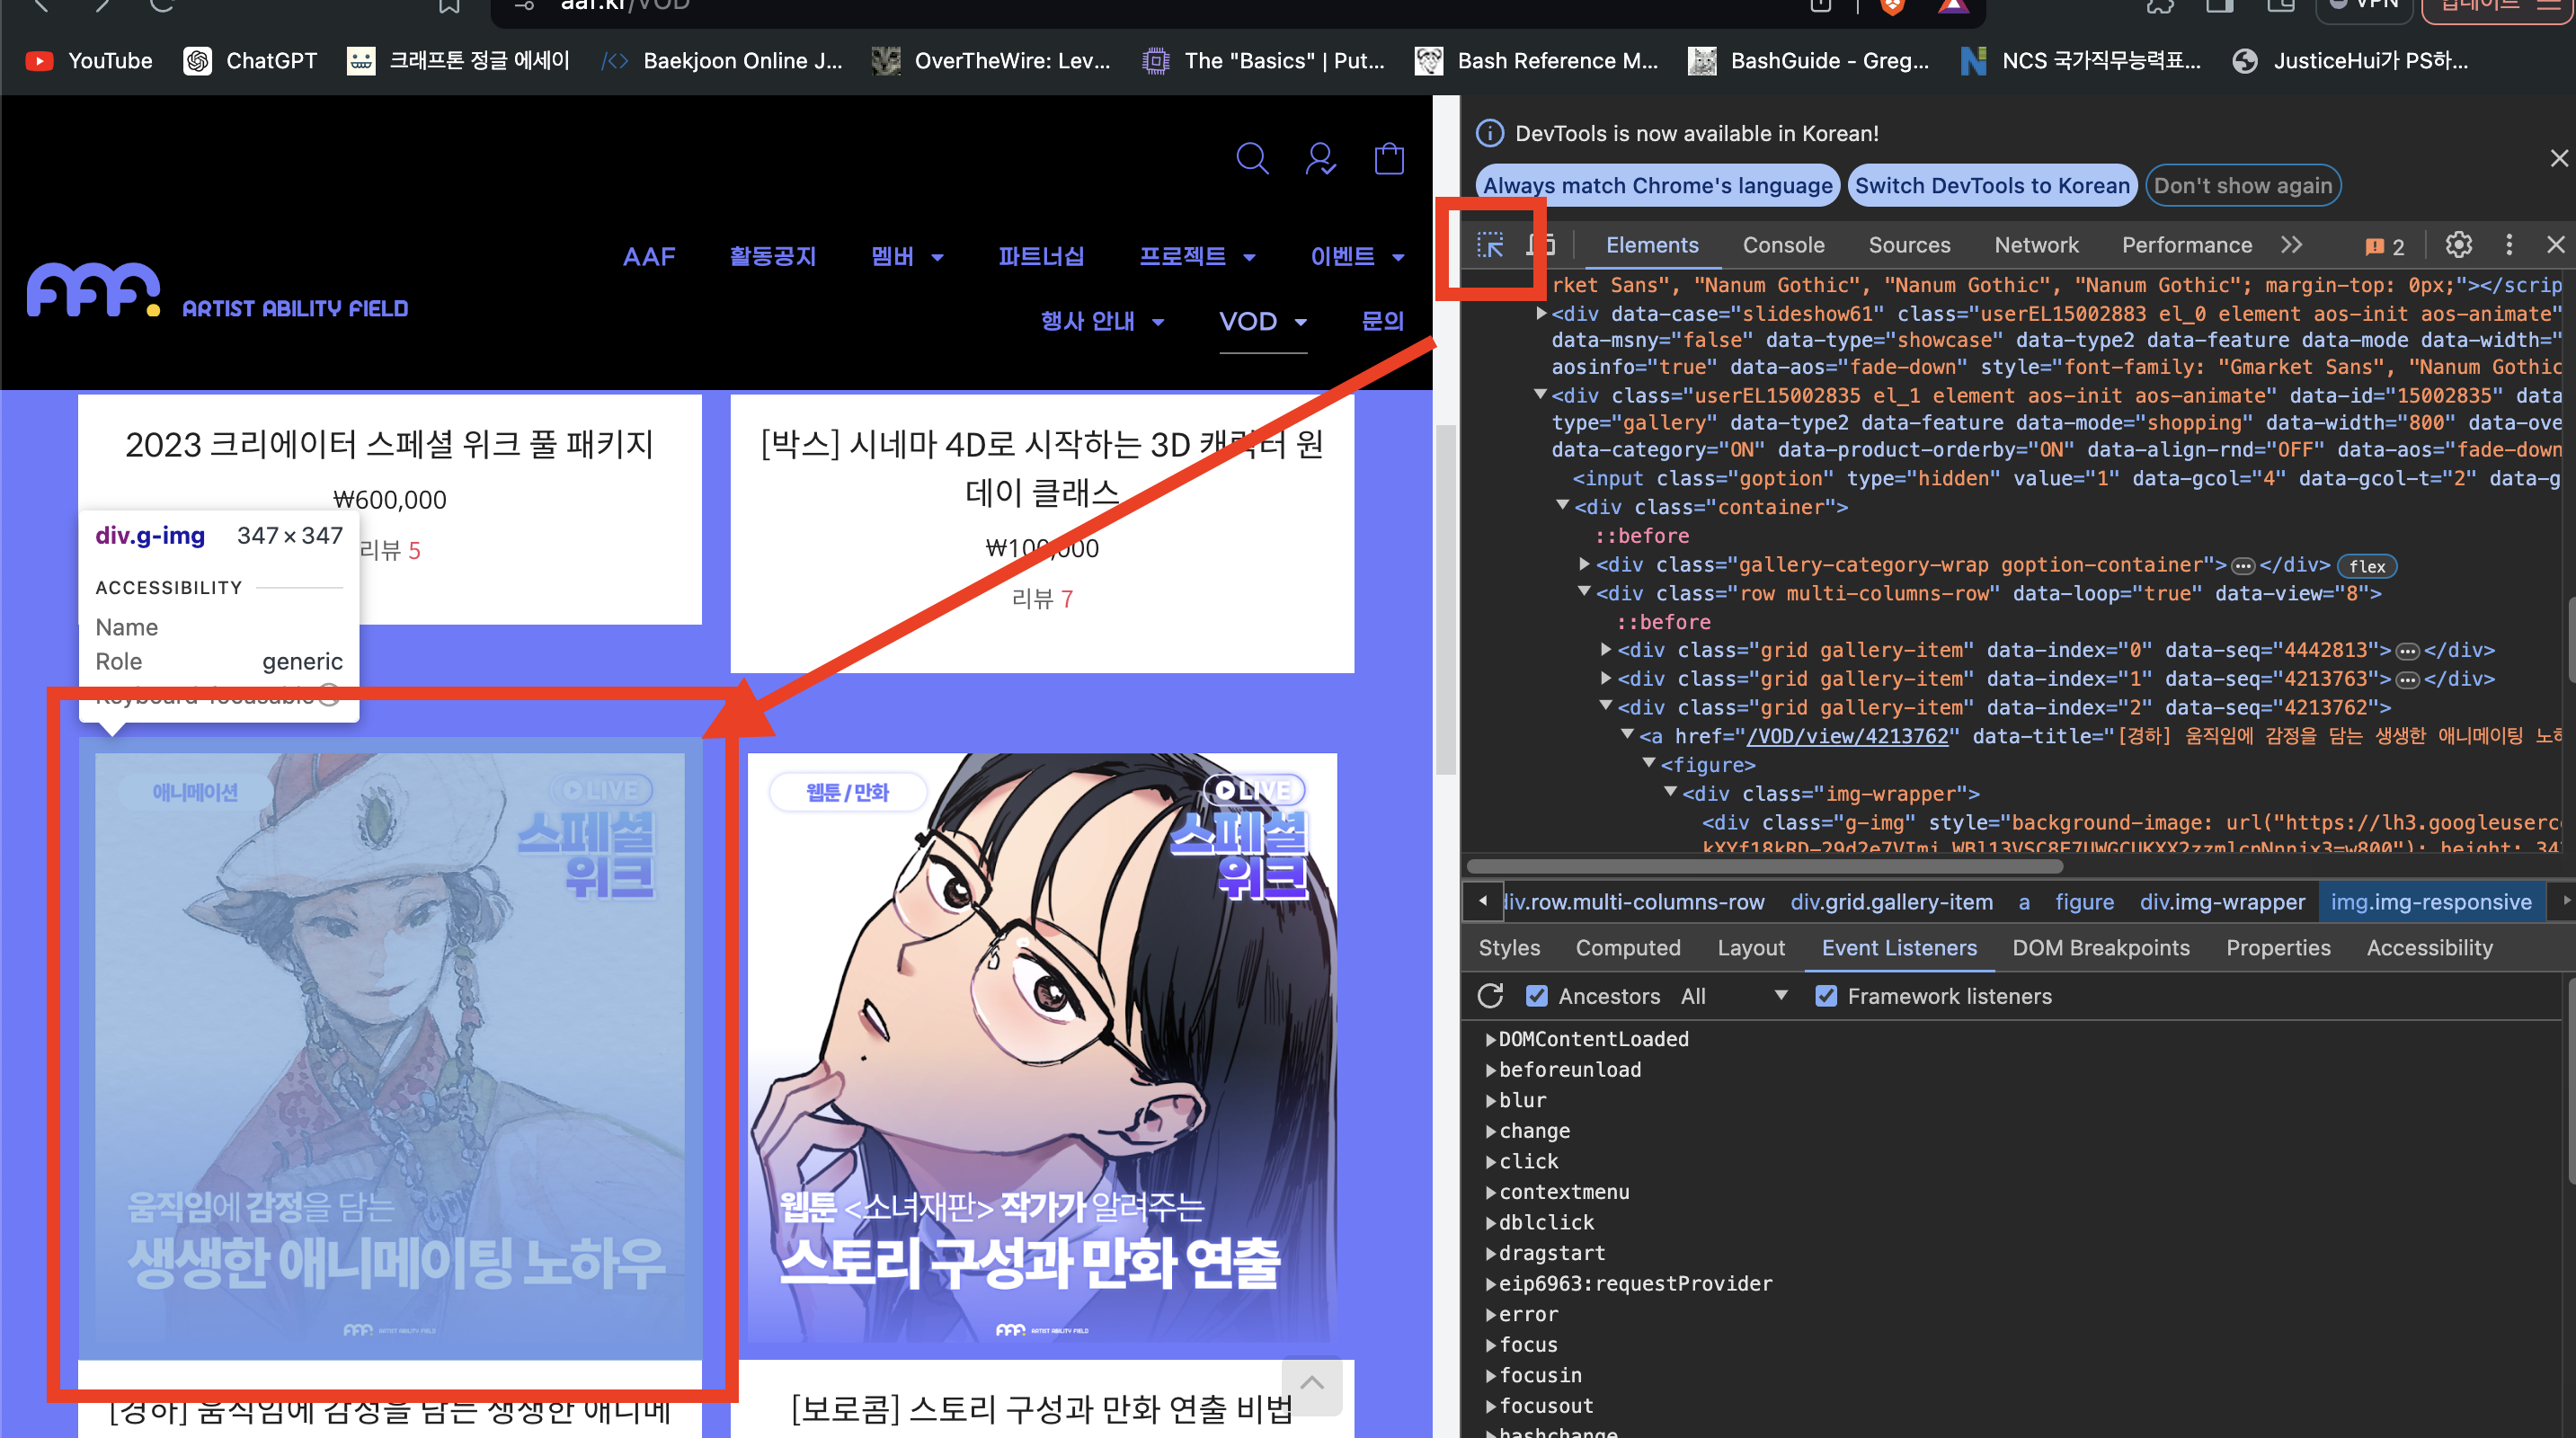 aaf.kr/VOD
VPN
업데이트
YouTube
ChatGPT
크래프톤 정글 에세이
Baekjoon Online J...
OverTheWire: Lev...
The "Basics" | Put...
Bash Reference M...
BashGuide - Greg...
NCS 국가직무능력표...
JusticeHui가 PS하...
AAF
활동공지
멤버
파트너십
프로젝트
이벤트
ARTIST ABILITY FIELD
행사 안내
VOD
문의
2023 크리에이터 스페셜 위크 풀 패키지
₩600,000
리뷰 5
[박스] 시네마 4D로 시작하는 3D 캐릭터 원
데이 클래스
₩100,000
리뷰 7
div.g-img 347 × 347
ACCESSIBILITY
Name
Role generic
Keyboard-focusable
애니메이션
LIVE
스페셜
위크
움직임에 감정을 담는
생생한 애니메이팅 노하우
ARTIST ABILITY FIELD
[경하] 움직임에 감정을 담는 생생한 애니메
웹툰 / 만화
LIVE
스페셜
위크
웹툰 <소녀재판> 작가가 알려주는
스토리 구성과 만화 연출
ARTIST ABILITY FIELD
[보로콤] 스토리 구성과 만화 연출 비법
DevTools is now available in Korean!
Always match Chrome's language
Switch DevTools to Korean
Don't show again
Elements
Console
Sources
Network
Performance
2
rket Sans", "Nanum Gothic", "Nanum Gothic", "Nanum Gothic"; margin-top: 0px;"></scrip
<div data-case="slideshow61" class="userEL15002883 el_0 element aos-init aos-animate"
data-msny="false" data-type="showcase" data-type2 data-feature data-mode data-width="
aosinfo="true" data-aos="fade-down" style="font-family: "Gmarket Sans", "Nanum Gothic
<div class="userEL15002835 el_1 element aos-init aos-animate" data-id="15002835" data
type="gallery" data-type2 data-feature data-mode="shopping" data-width="800" data-ove
data-category="ON" data-product-orderby="ON" data-align-rnd="OFF" data-aos="fade-down
<input class="goption" type="hidden" value="1" data-gcol="4" data-gcol-t="2" data-g
<div class="container">
::before
<div class="gallery-category-wrap goption-container">…</div> flex
<div class="row multi-columns-row" data-loop="true" data-view="8">
::before
<div class="grid gallery-item" data-index="0" data-seq="4442813">…</div>
<div class="grid gallery-item" data-index="1" data-seq="4213763">…</div>
<div class="grid gallery-item" data-index="2" data-seq="4213762">
<a href="/VOD/view/4213762" data-title="[경하] 움직임에 감정을 담는 생생한 애니메이팅 노하
<figure>
<div class="img-wrapper">
<div class="g-img" style="background-image: url("https://lh3.googleuserc
div.row.multi-columns-row
div.grid.gallery-item
a
figure
div.img-wrapper
img.img-responsive
Styles
Computed
Layout
Event Listeners
DOM Breakpoints
Properties
Accessibility
Ancestors
All
Framework listeners
DOMContentLoaded
beforeunload
blur
change
click
contextmenu
dblclick
dragstart
eip6963:requestProvider
error
focus
focusin
focusout
hashchange